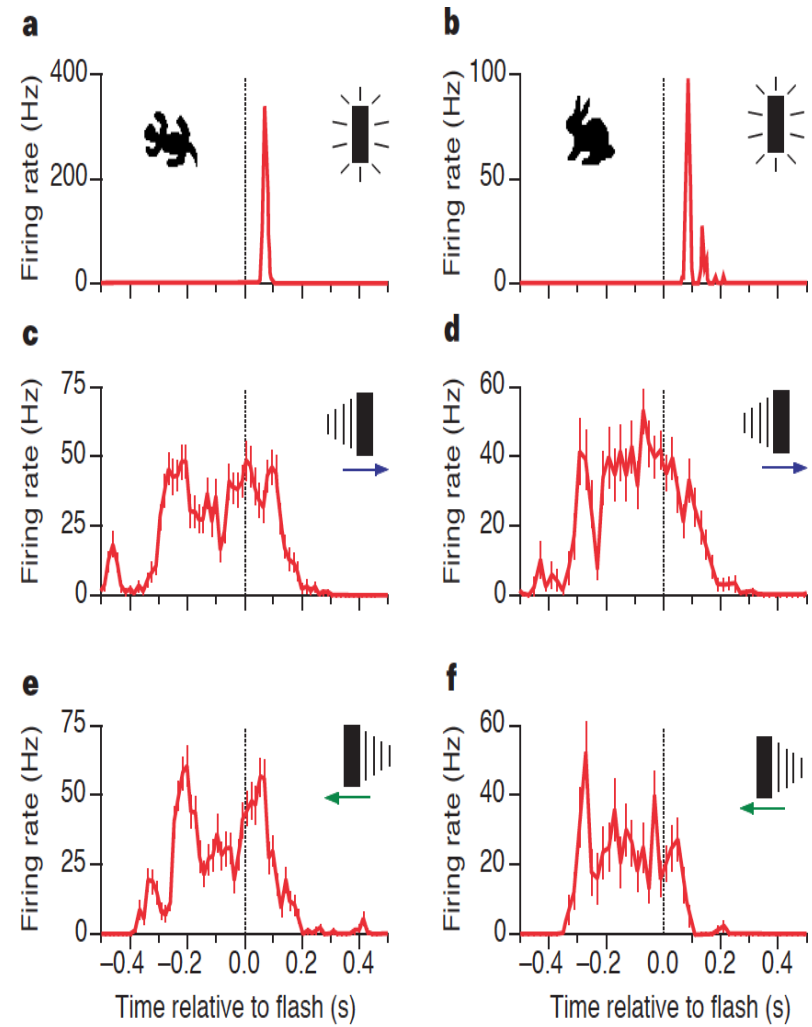 a
Firing rate (Hz)
400
200
0
b
Firing rate (Hz)
100
50
0
c
Firing rate (Hz)
75
50
25
0
d
Firing rate (Hz)
60
40
20
0
e
Firing rate (Hz)
75
50
25
0
−0.4 −0.2 0.0 0.2 0.4
Time relative to flash (s)
f
Firing rate (Hz)
60
40
20
0
−0.4 −0.2 0.0 0.2 0.4
Time relative to flash (s)